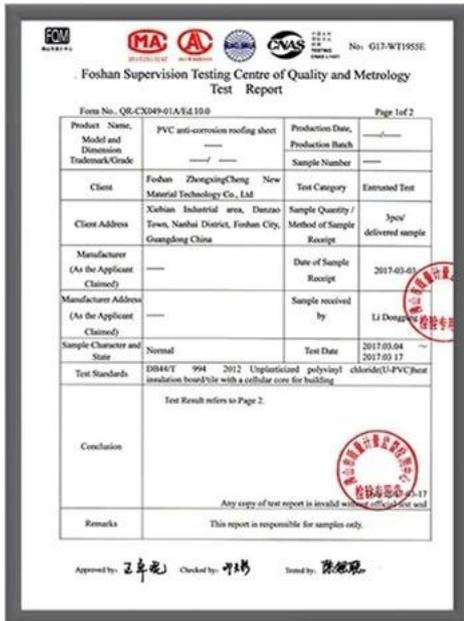 FQM
MA
CAL
CNAS
TESTING
No: G17-WT1955E
Foshan Supervision Testing Centre of Quality and Metrology
Test Report
Form No.. QR-CX049-01A/Ed.10.0
Page 1of 2
Product Name,
Model and
Dimension
Trademark/Grade
PVC anti-corrosion roofing sheet
Production Date,
Production Batch
Sample Number
Client
Foshan ZhongxingCheng New
Material Technology Co., Ltd
Test Category
Entrusted Test
Client Address
Xiebian Industrial area, Danzao
Town, Nanhai District, Foshan City,
Guangdong China
Sample Quantity /
Method of Sample
Receipt
3pcs/
delivered sample
Manufacturer
(As the Applicant
Claimed)
Date of Sample
Receipt
2017-03-03
Manufacturer Address
(As the Applicant
Claimed)
Sample received
by
Li
Sample Character and
State
Normal
Test Date
2017.03.04 ~
2017.03 17
Test Standards
DB44/T 994 2012 Unplasticized polyvinyl chloride(U-PVC)heat
insulation board/tile with a cellular core for building
Conclusion
Test Result refers to Page 2.
2017-03-17
Any copy of test report is invalid without official test seal
Remarks
This report is responsible for samples only.
Approved by:
Checked by:
Tested by: